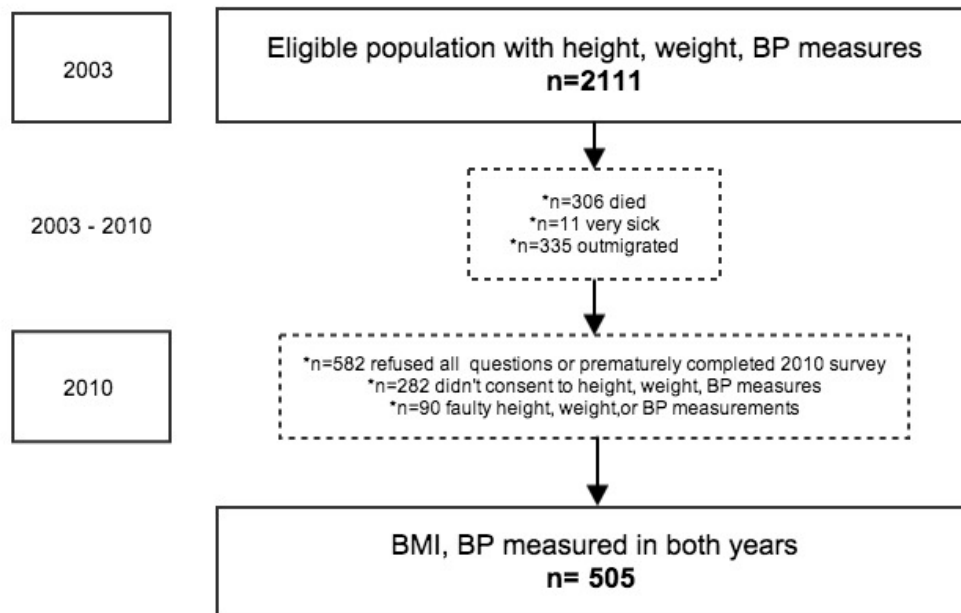 2003
Eligible population with height, weight, BP measures
n=2111
2003 - 2010
*n=306 died
*n=11 very sick
*n=335 outmigrated
2010
*n=582 refused all questions or prematurely completed 2010 survey
*n=282 didn't consent to height, weight, BP measures
*n=90 faulty height, weight,or BP measurements
BMI, BP measured in both years
n= 505